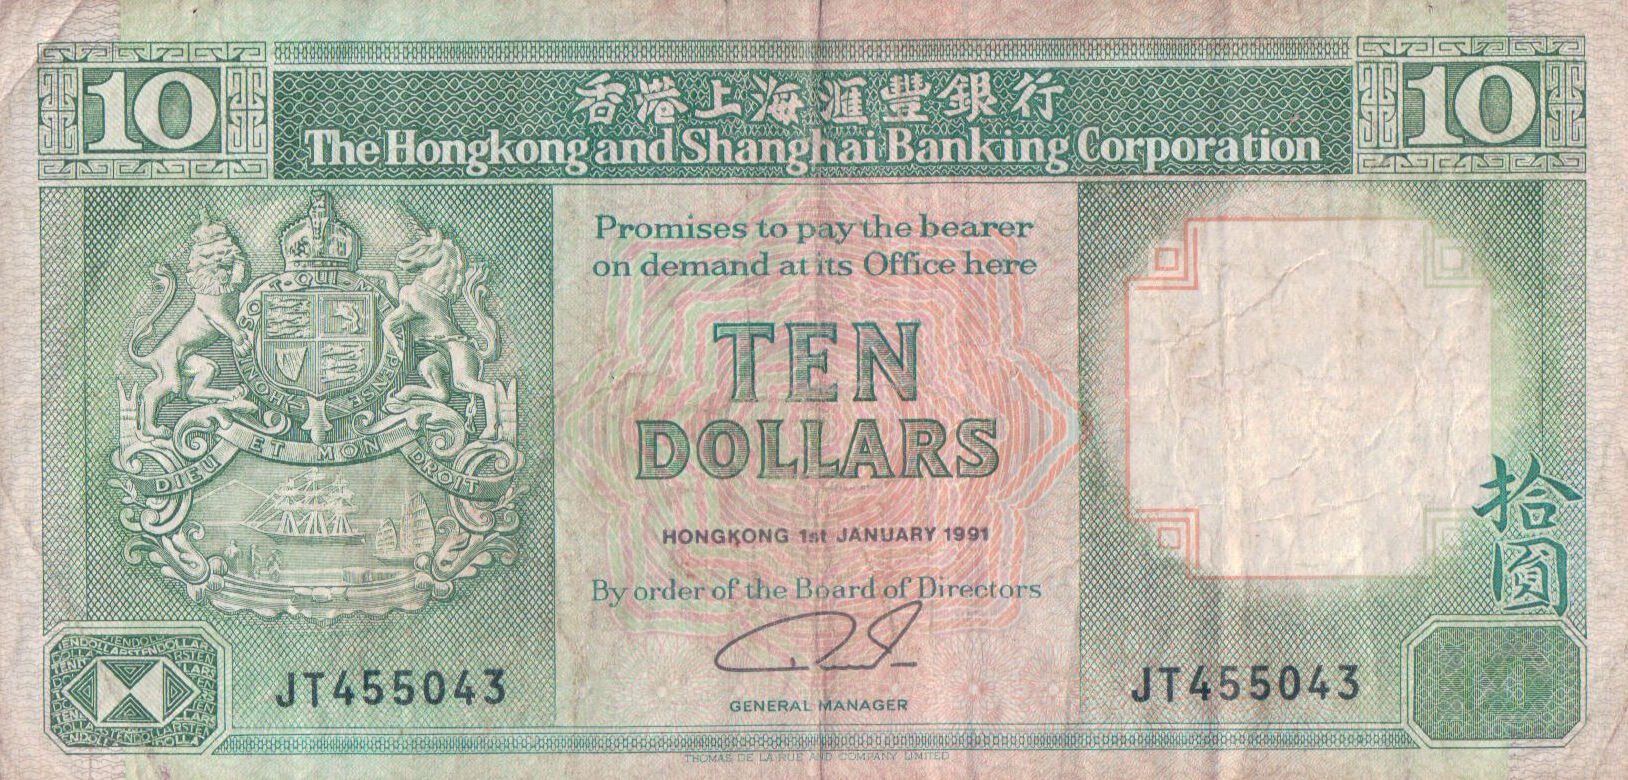 10
10
香港上海滙豐銀行
The Hongkong and Shanghai Banking Corporation
Promises to pay the bearer
on demand at its Office here
TEN
DOLLARS
HONGKONG 1st JANUARY 1991
By order of the Board of Directors
GENERAL MANAGER
HONI·SOIT·QUI·MAL·Y·PENSE
DIEU ET MON DROIT
拾
圓
JT455043
JT455043
THOMAS DE LA RUE AND COMPANY LIMITED